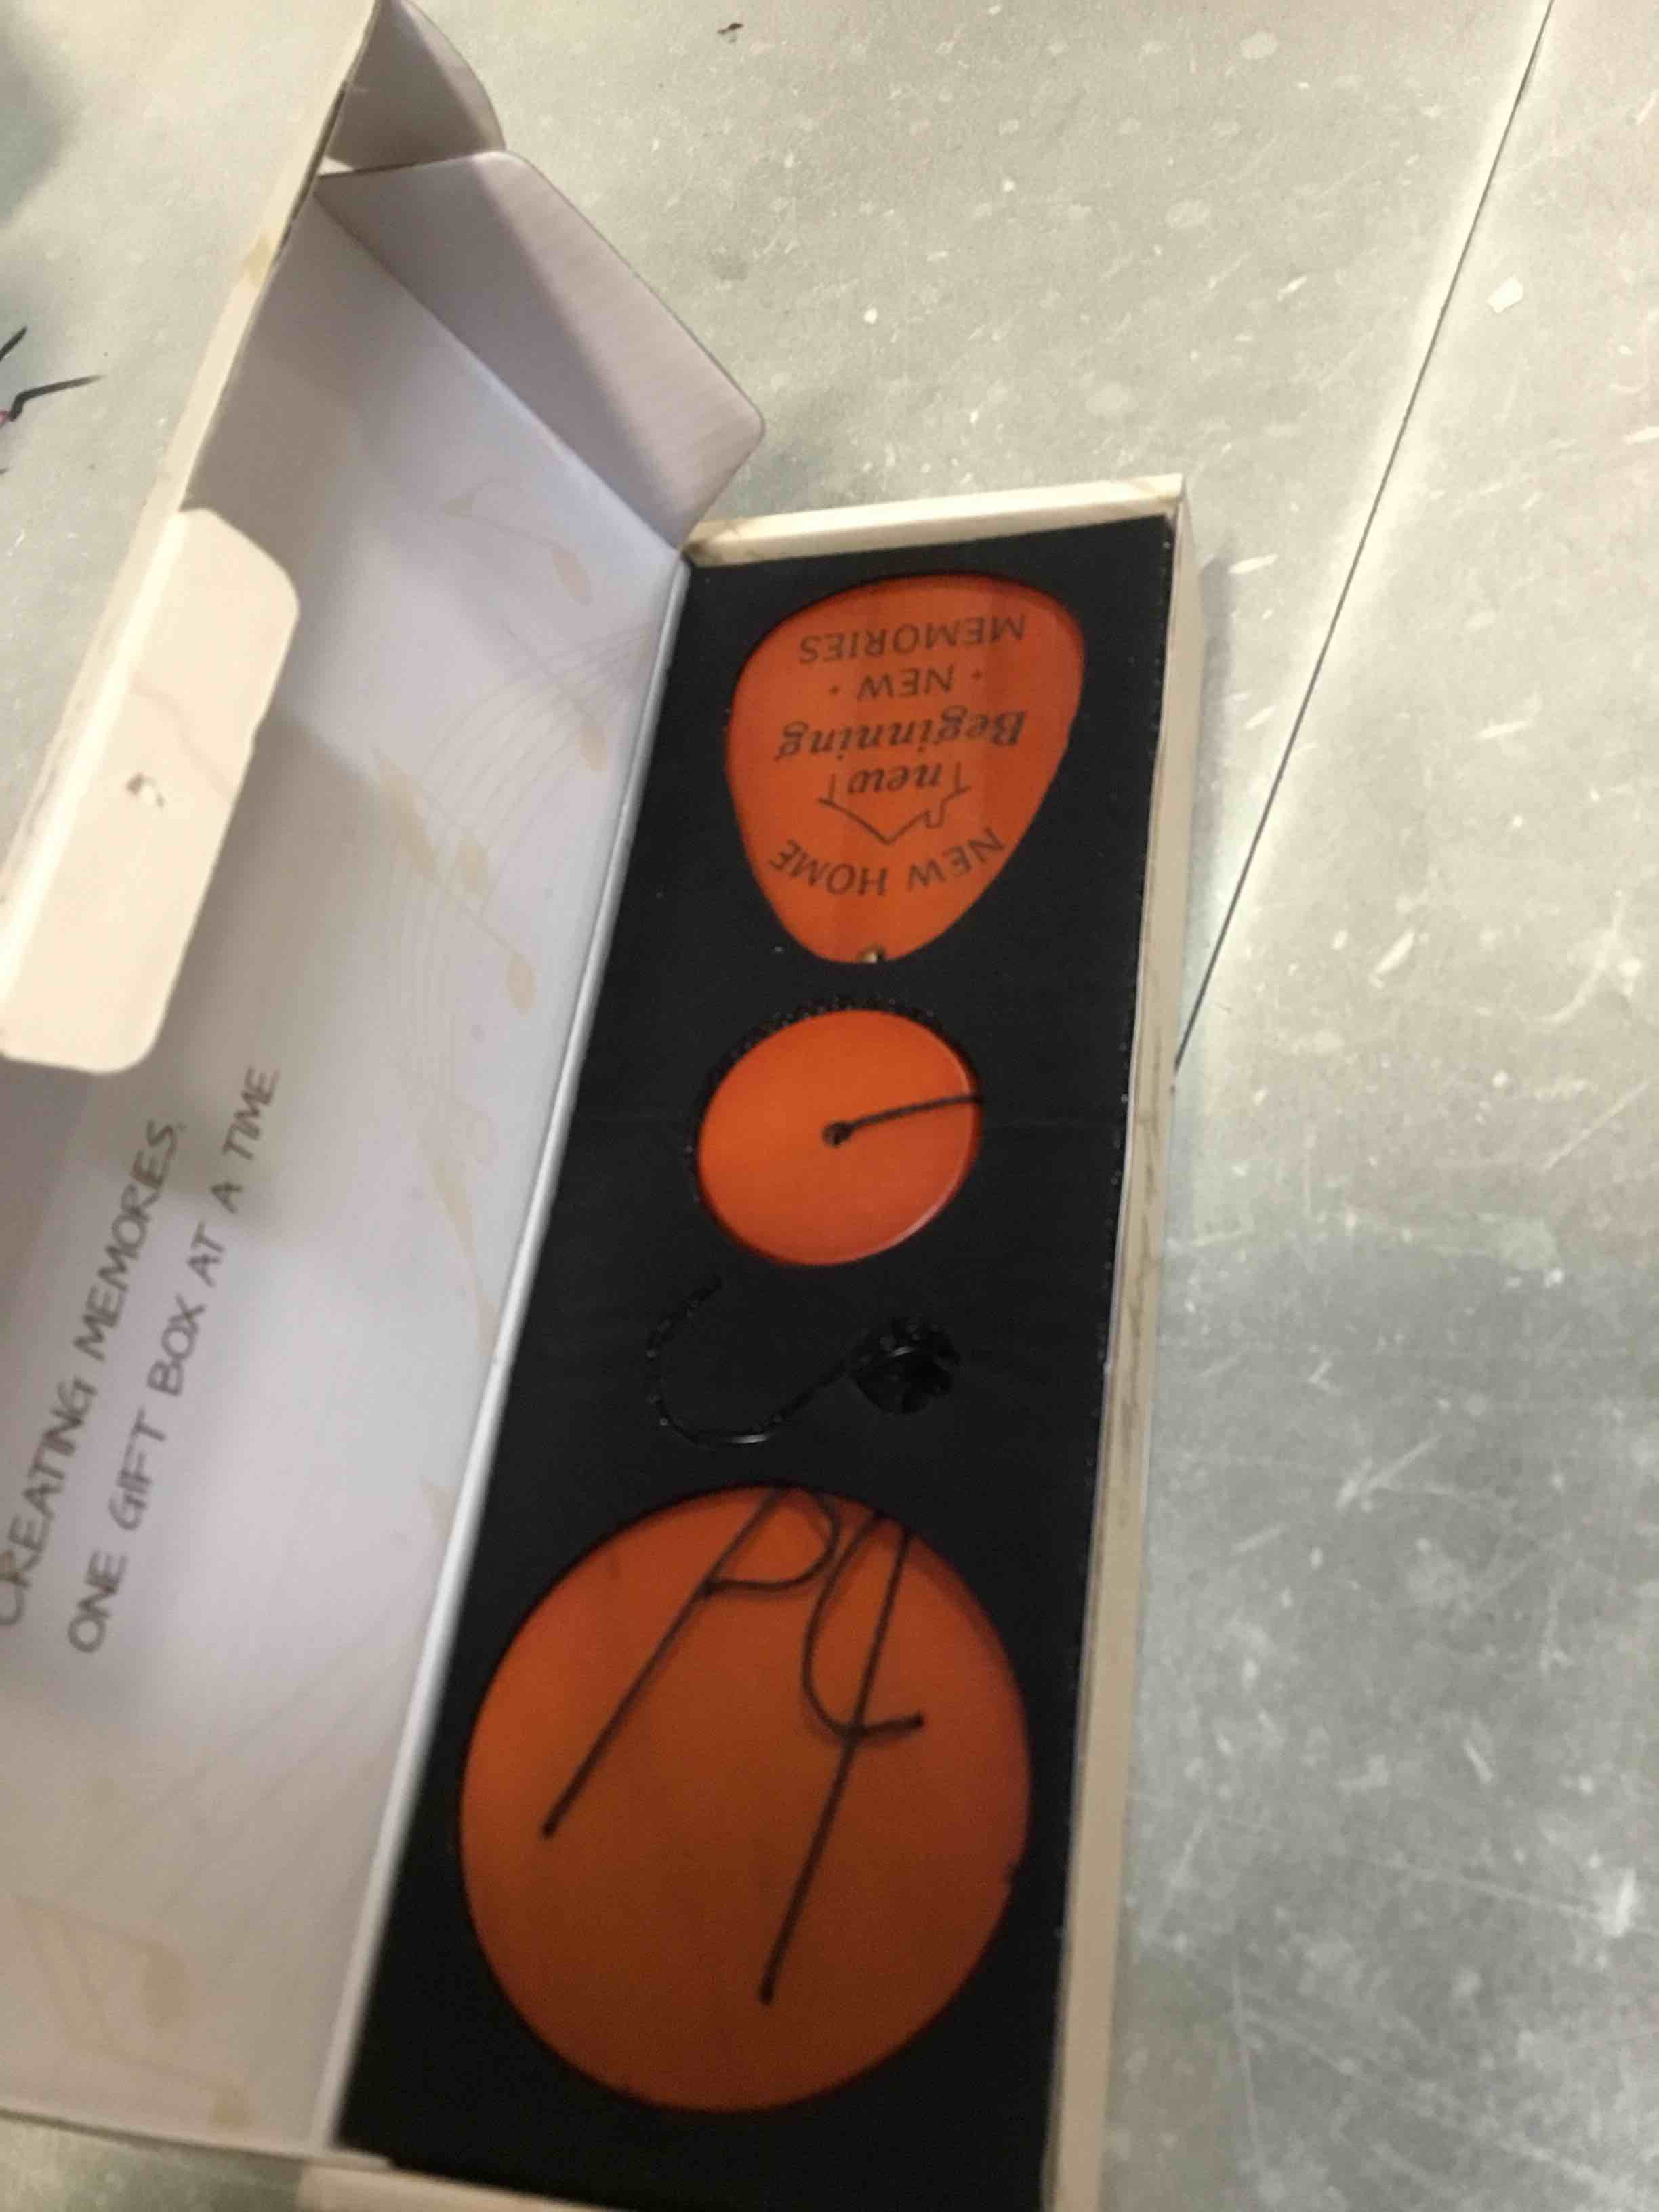 CREATING MEMORIES,
ONE GIFT BOX AT A TIME
NEW HOME
new
Beginning
• NEW •
MEMORIES